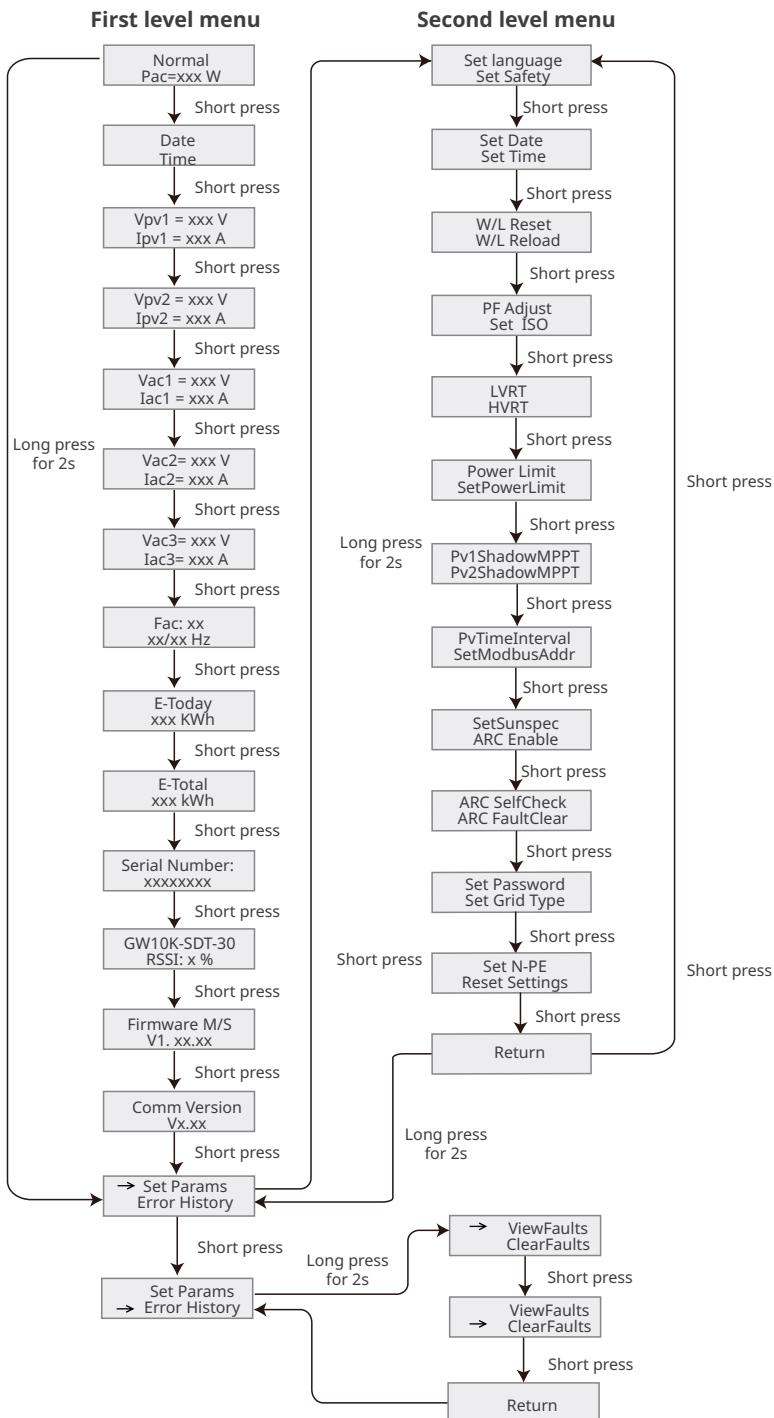 First level menu
Normal
Pac=xxx W
Short press
Date
Time
Short press
Vpv1 = xxx V
Ipv1 = xxx A
Short press
Vpv2 = xxx V
Ipv2 = xxx A
Short press
Vac1 = xxx V
Iac1 = xxx A
Short press
Long press
for 2s
Vac2= xxx V
Iac2= xxx A
Short press
Vac3= xxx V
Iac3= xxx A
Short press
Fac: xx
xx/xx Hz
Short press
E-Today
xxx KWh
Short press
E-Total
xxx kWh
Short press
Serial Number:
xxxxxxxx
Short press
GW10K-SDT-30
RSSI: x %
Short press
Firmware M/S
V1. xx.xx
Short press
Comm Version
Vx.xx
Short press
→ Set Params
Error History
Short press
Set Params
→ Error History
Second level menu
Set language
Set Safety
Short press
Set Date
Set Time
Short press
W/L Reset
W/L Reload
Short press
PF Adjust
Set ISO
Short press
LVRT
HVRT
Short press
Power Limit
SetPowerLimit
Short press
Short press
Long press
for 2s
Pv1ShadowMPPT
Pv2ShadowMPPT
Short press
PvTimeInterval
SetModbusAddr
Short press
SetSunspec
ARC Enable
Short press
ARC SelfCheck
ARC FaultClear
Short press
Set Password
Set Grid Type
Short press
Short press
Set N-PE
Reset Settings
Short press
Short press
Return
Long press
for 2s
Long press
for 2s
→ ViewFaults
ClearFaults
Short press
ViewFaults
→ ClearFaults
Short press
Return